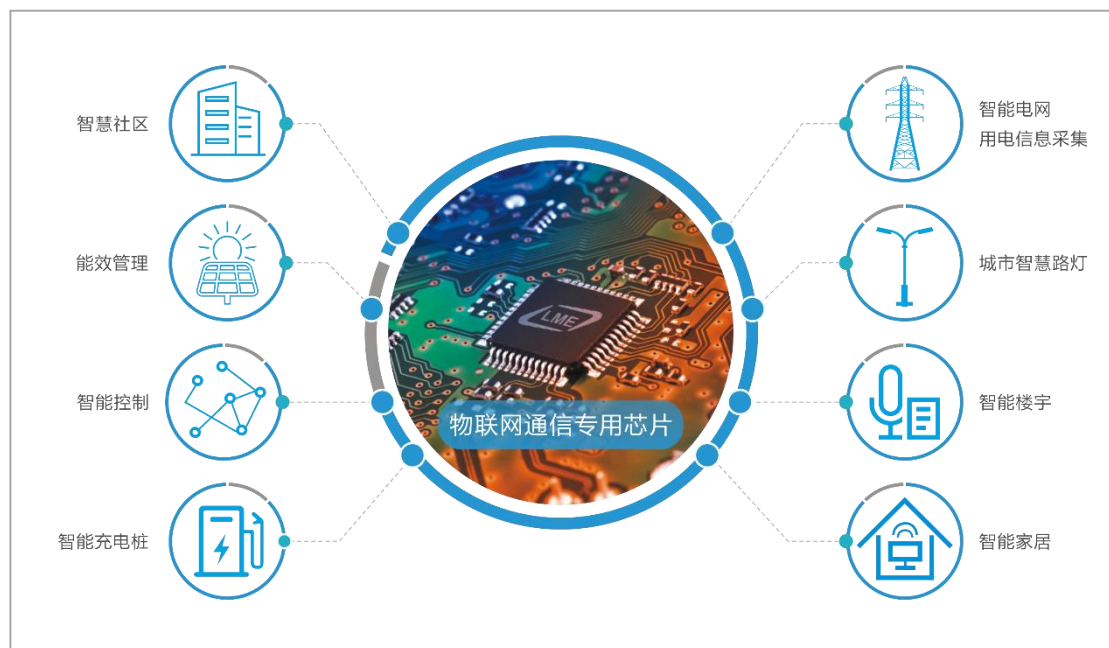 智慧社区
能效管理
智能控制
智能充电桩
LME
物联网通信专用芯片
智能电网
用电信息采集
城市智慧路灯
智能楼宇
智能家居